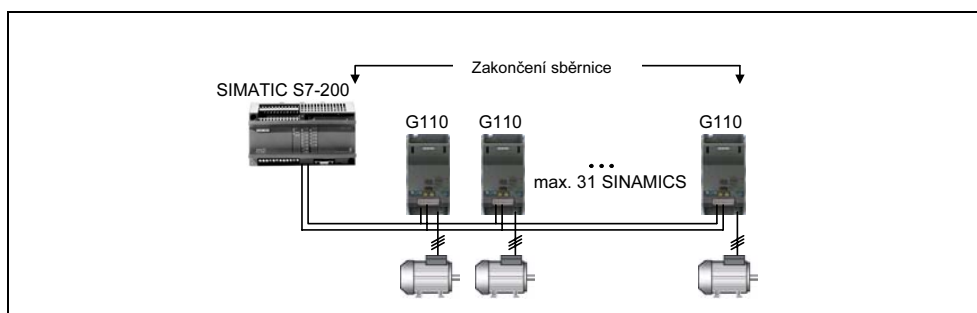 Zakončení sběrnice
SIMATIC S7-200
G110
G110
G110
...
max. 31 SINAMICS